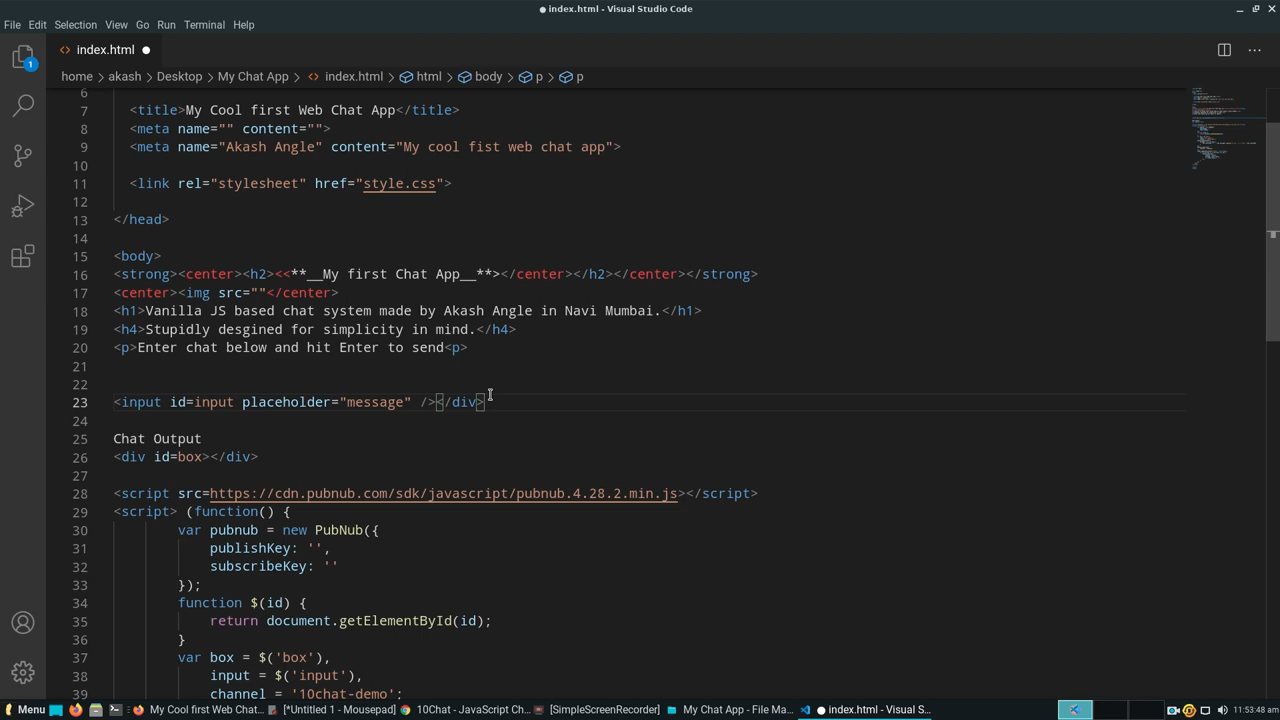 index.html - Visual Studio Code
File Edit Selection View Go Run Terminal Help
index.html
home > akash > Desktop > My Chat App > index.html > html > body > p > p
1
6
7 <title>My Cool first Web Chat App</title>
8 <meta name="" content="">
9 <meta name="Akash Angle" content="My cool fist web chat app">
10
11 <link rel="stylesheet" href="style.css">
12
13 </head>
14
15 <body>
16 <strong><center><h2><<**__My first Chat App__**></center></h2></center></strong>
17 <center><img src=""</center>
18 <h1>Vanilla JS based chat system made by Akash Angle in Navi Mumbai.</h1>
19 <h4>Stupidly desgined for simplicity in mind.</h4>
20 <p>Enter chat below and hit Enter to send<p>
21
22
23 <input id=input placeholder="message" /></div>
24
25 Chat Output
26 <div id=box></div>
27
28 <script src=https://cdn.pubnub.com/sdk/javascript/pubnub.4.28.2.min.js></script>
29 <script> (function() {
30 var pubnub = new PubNub({
31 publishKey: '',
32 subscribeKey: ''
33 });
34 function $(id) {
35 return document.getElementById(id);
36 }
37 var box = $('box'),
38 input = $('input'),
39 channel = '10chat-demo';
Menu My Cool first Web Chat... [*Untitled 1 - Mousepad] 10Chat - JavaScript Ch... [SimpleScreenRecorder] My Chat App - File Ma... index.html - Visual S... 11:53:48 am